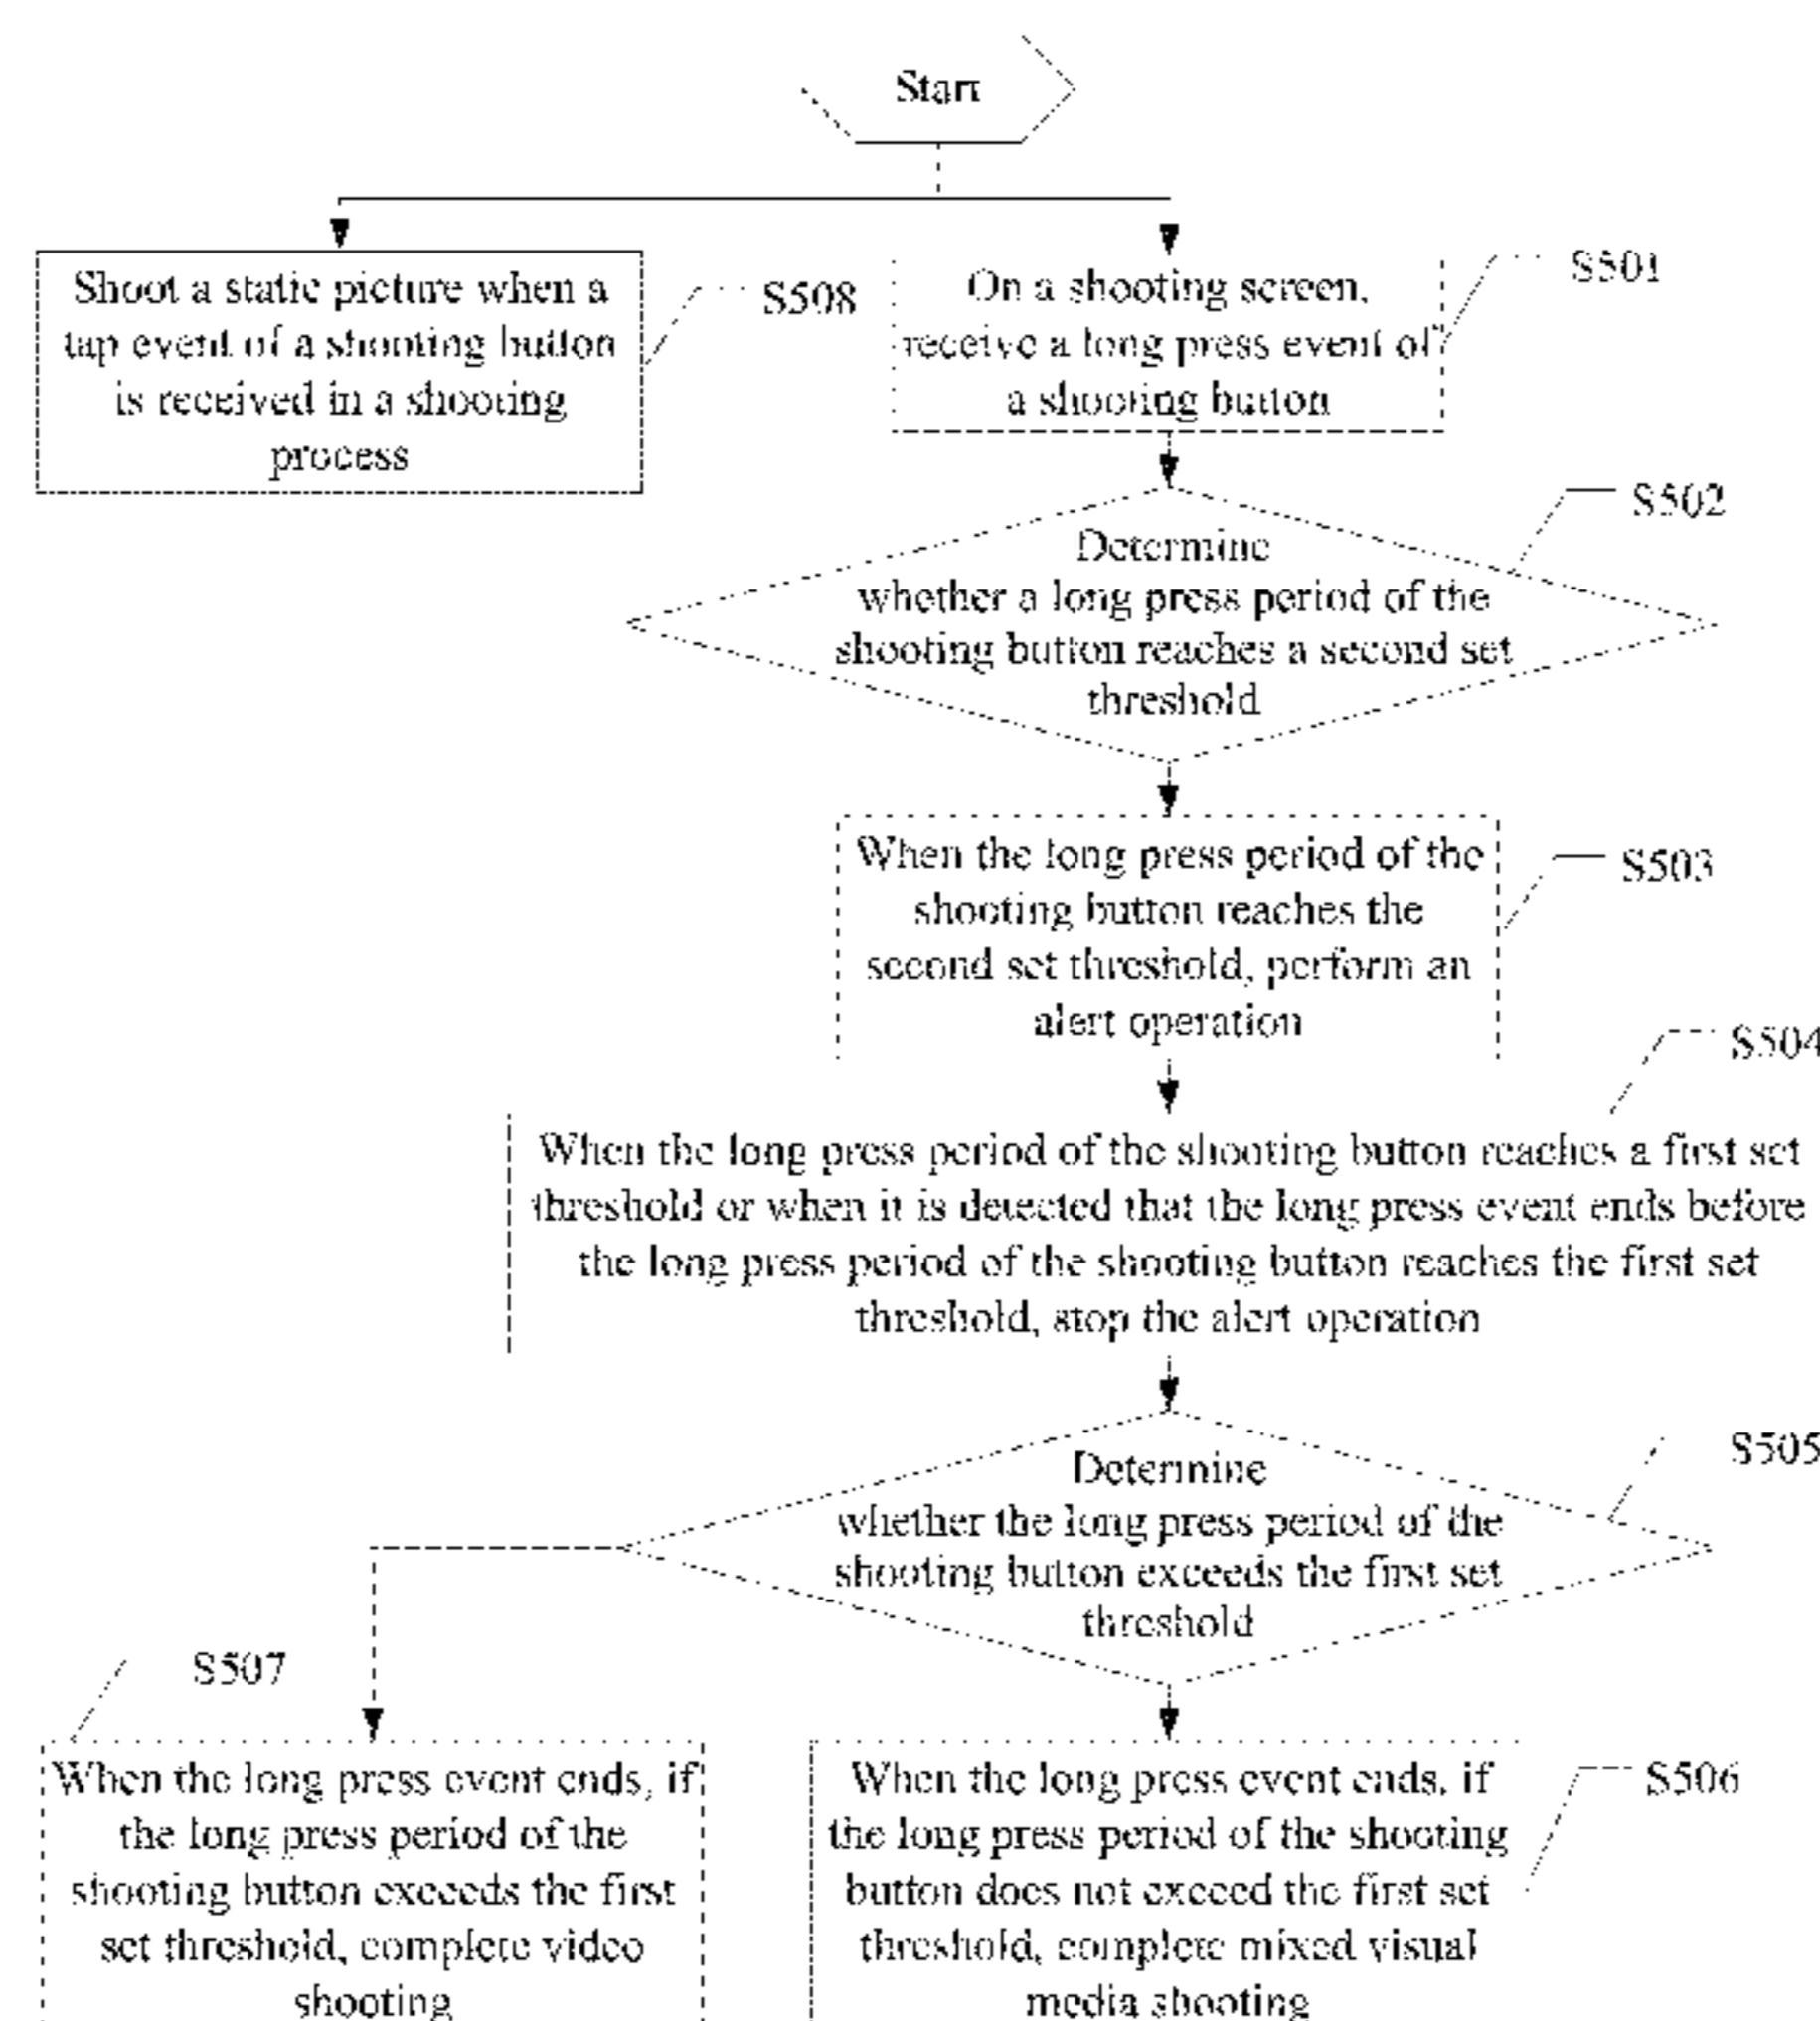 Start
Shoot a static picture when a
tap event of a shooting button
is received in a shooting
process
S508
On a shooting screen,
receive a long press event of
a shooting button
S501
Determine
whether a long press period of the
shooting button reaches a second set
threshold
S502
When the long press period of the
shooting button reaches the
second set threshold, perform an
alert operation
S503
S504
When the long press period of the shooting button reaches a first set
threshold or when it is detected that the long press event ends before
the long press period of the shooting button reaches the first set
threshold, stop the alert operation
Determine
whether the long press period of the
shooting button exceeds the first set
threshold
S505
S507
When the long press event ends, if
the long press period of the
shooting button exceeds the first
set threshold, complete video
shooting
When the long press event ends, if
the long press period of the shooting
button does not exceed the first set
threshold, complete mixed visual
media shooting
S506